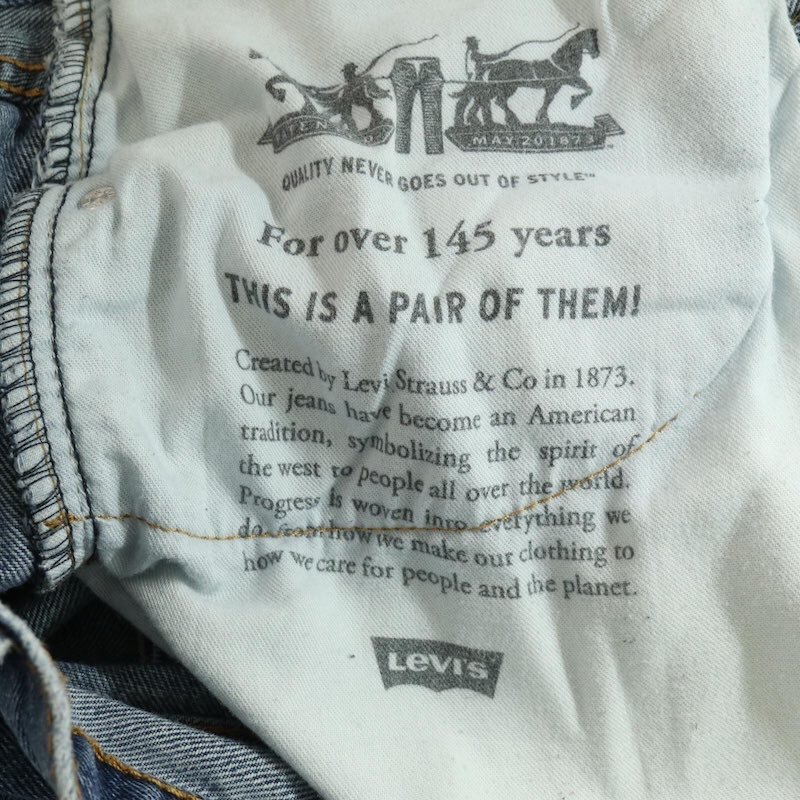 MAY 20 1873
QUALITY NEVER GOES OUT OF STYLE™
For over 145 years
THIS IS A PAIR OF THEM!
Created by Levi Strauss & Co in 1873.
Our jeans have become an American
tradition, symbolizing the spirit of
the west to people all over the world.
Progress is woven into everything we
do from how we make our clothing to
how we care for people and the planet.
Levi's